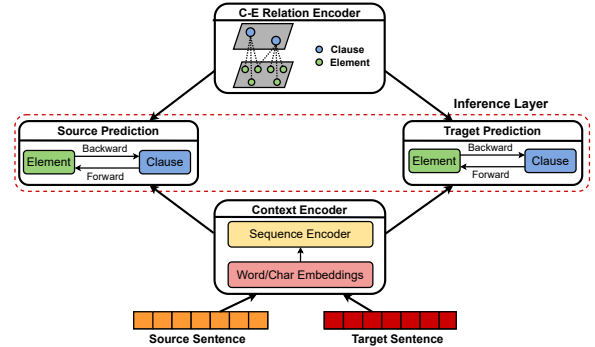 C-E Relation Encoder
Clause
Element
Inference Layer
Source Prediction
Element
Backward
Clause
Forward
Traget Prediction
Element
Backward
Clause
Forward
Context Encoder
Sequence Encoder
Word/Char Embeddings
Source Sentence
Target Sentence